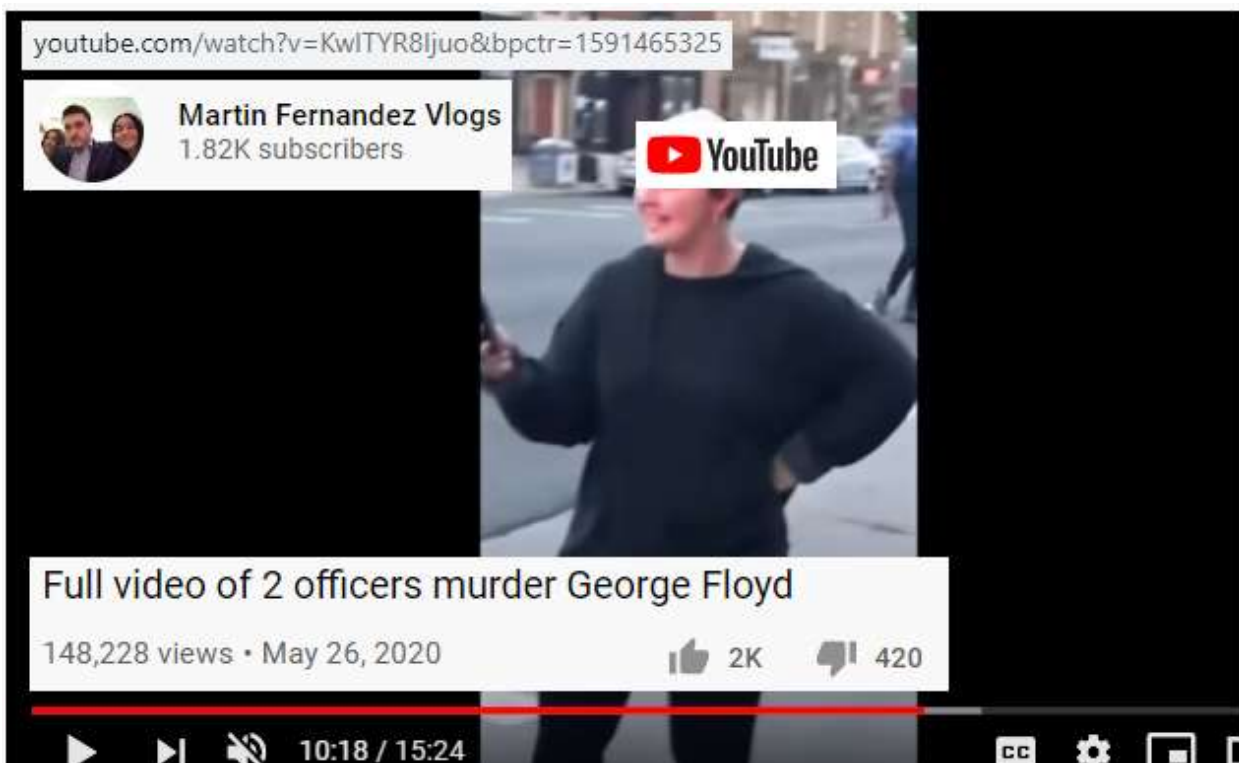 youtube.com/watch?v=KwITYR8Ijuo&bpctr=1591465325
Martin Fernandez Vlogs
1.82K subscribers
YouTube
Full video of 2 officers murder George Floyd
148,228 views • May 26, 2020 2K 420
10:18 / 15:24 CC